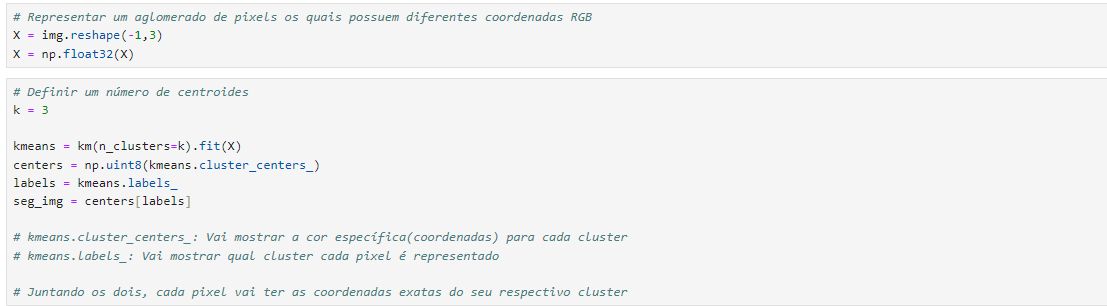 # Representar um aglomerado de pixels os quais possuem diferentes coordenadas RGB
X = img.reshape(-1,3)
X = np.float32(X)
# Definir um número de centroides
k = 3
kmeans = km(n_clusters=k).fit(X)
centers = np.uint8(kmeans.cluster_centers_)
labels = kmeans.labels_
seg_img = centers[labels]
# kmeans.cluster_centers_: Vai mostrar a cor específica(coordenadas) para cada cluster
# kmeans.labels_: Vai mostrar qual cluster cada pixel é representado
# Juntando os dois, cada pixel vai ter as coordenadas exatas do seu respectivo cluster